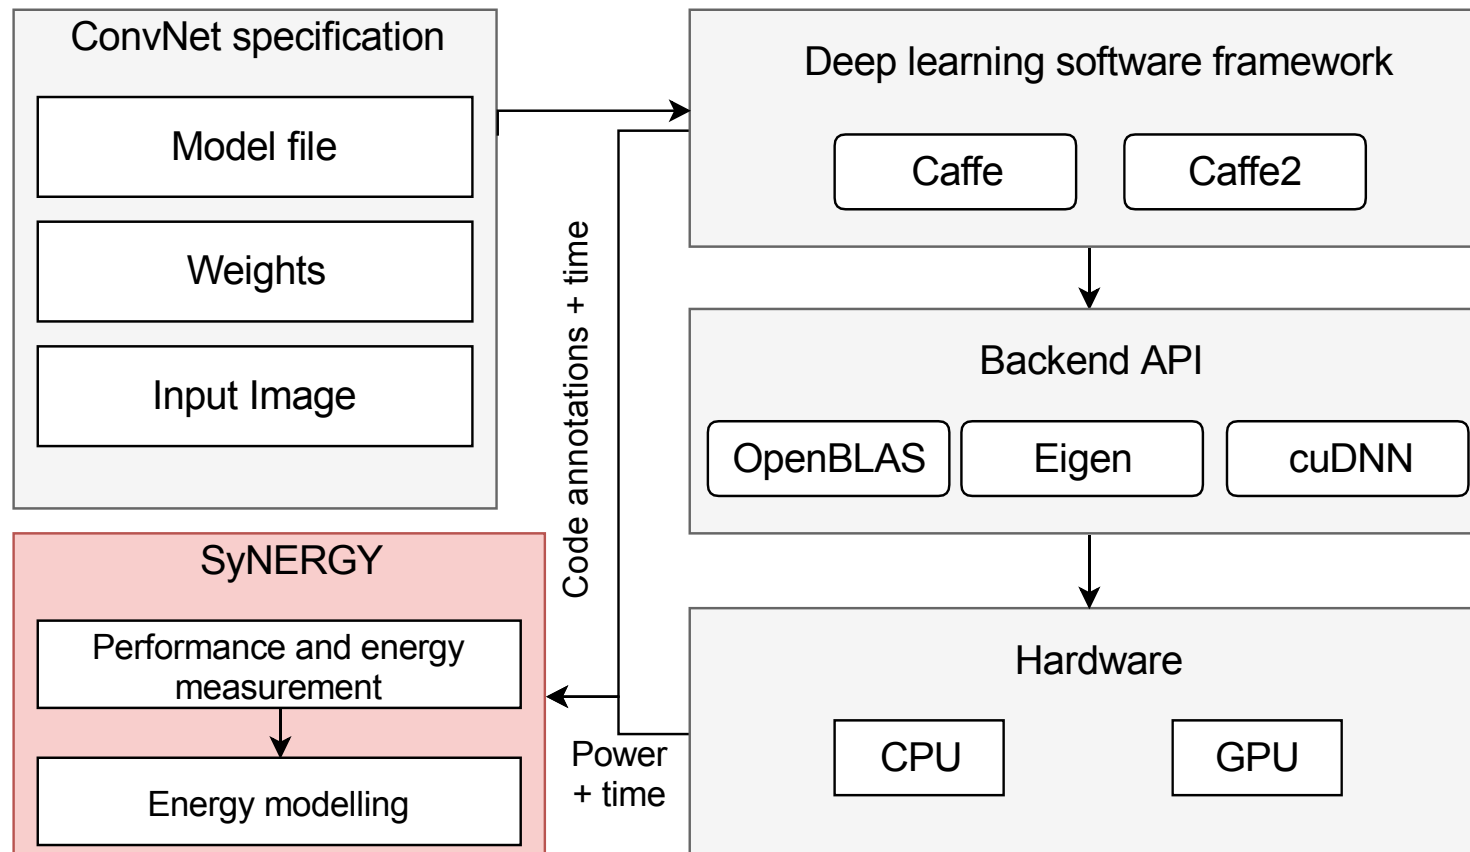 ConvNet specification
Model file
Weights
Input Image
Deep learning software framework
Caffe
Caffe2
Code annotations + time
Backend API
OpenBLAS
Eigen
cuDNN
SyNERGY
Performance and energy
measurement
Energy modelling
Power
+ time
Hardware
CPU
GPU